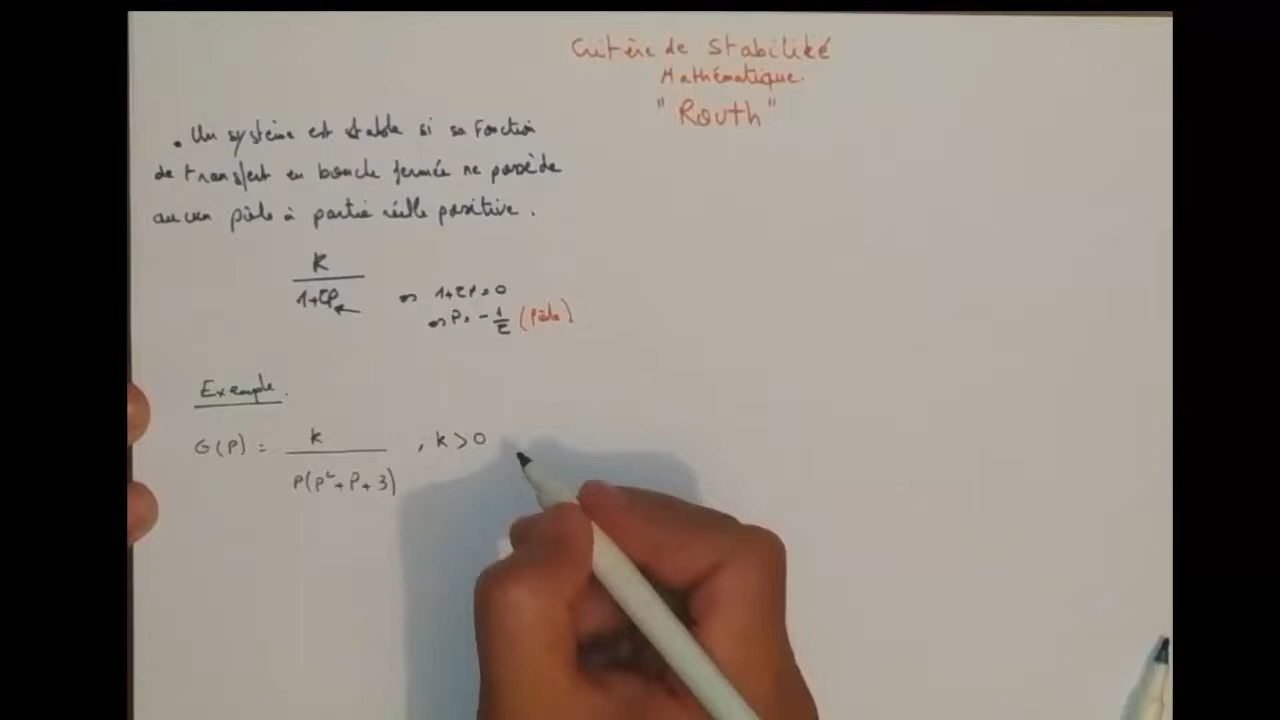 Critère de Stabilité
Mathématique
"Routh"
. Un système est stable si sa Fonction
de transfert en boucle fermée ne possède
aucun pôle à partie réelle positive .
K
1+τp
⇔ 1+τp=0
⇔ P = - 1/τ (Pôle)
Exemple.
G(P) = K / P(P²+P+3) , K>0